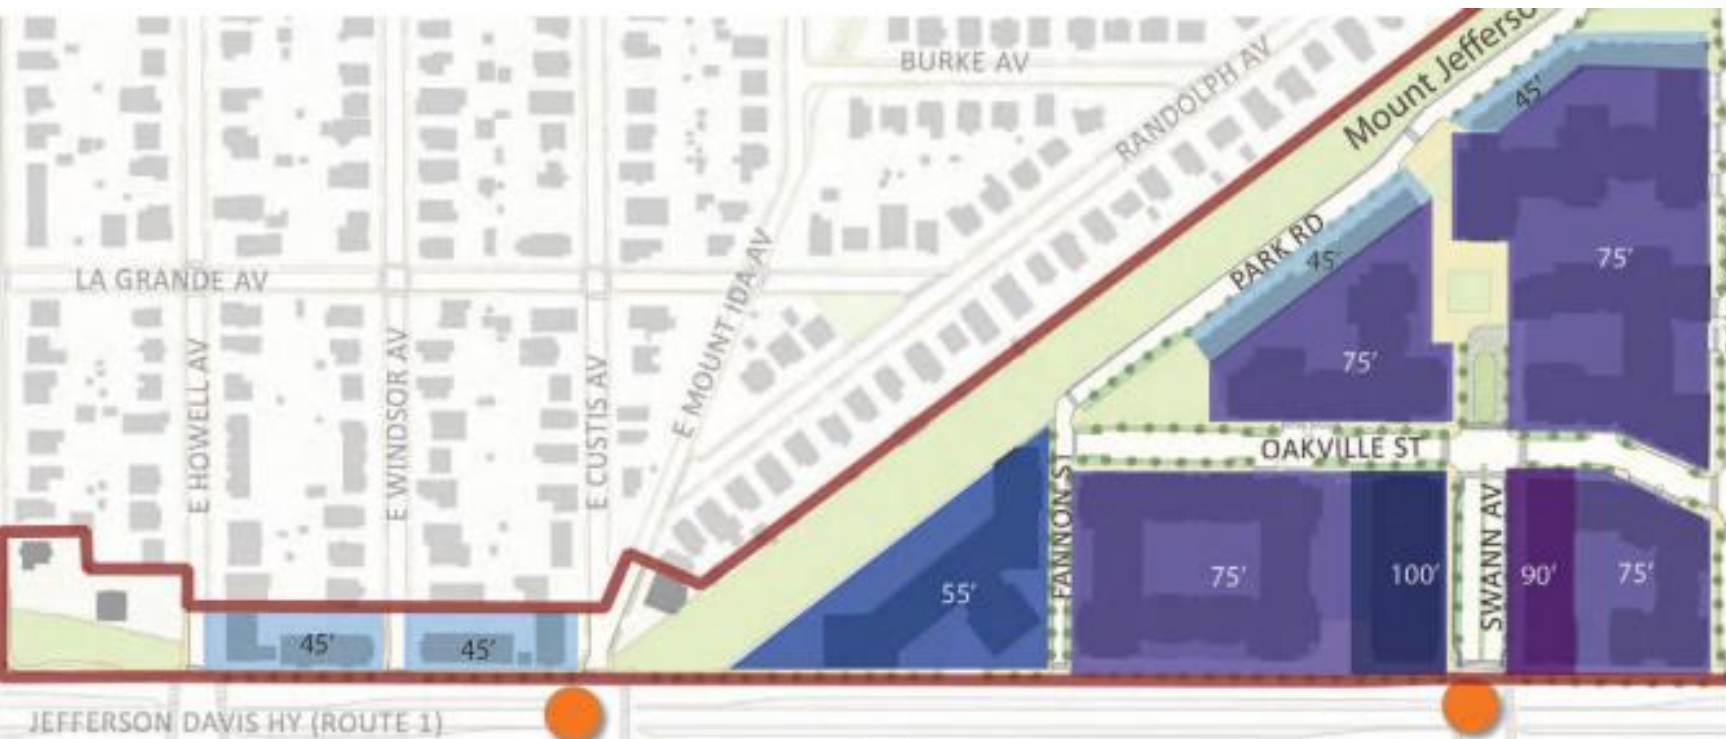 BURKE AV
RANDOLPH AV
Mount Jefferso
45'
PARK RD
45'
75'
LA GRANDE AV
E MOUNT IDA AV
75'
E HOWELL AV
E WINDSOR AV
E CUSTIS AV
OAKVILLE ST
FANNON ST
SWANN AV
55'
75'
100'
90'
75'
45'
45'
JEFFERSON DAVIS HY (ROUTE 1)